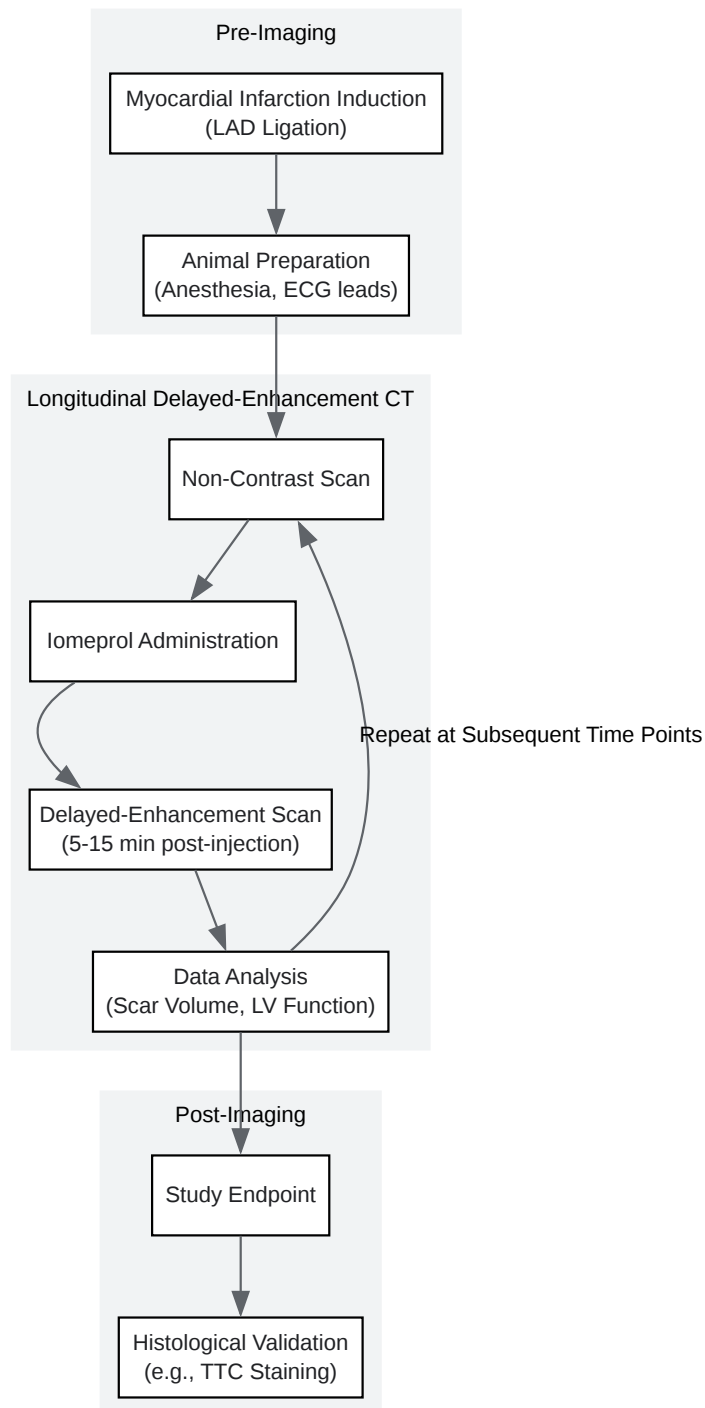 Pre-Imaging
Myocardial Infarction Induction
(LAD Ligation)
Animal Preparation
(Anesthesia, ECG leads)
Longitudinal Delayed-Enhancement CT
Non-Contrast Scan
Iomeprol Administration
Repeat at Subsequent Time Points
Delayed-Enhancement Scan
(5-15 min post-injection)
Data Analysis
(Scar Volume, LV Function)
Post-Imaging
Study Endpoint
Histological Validation
(e.g., TTC Staining)